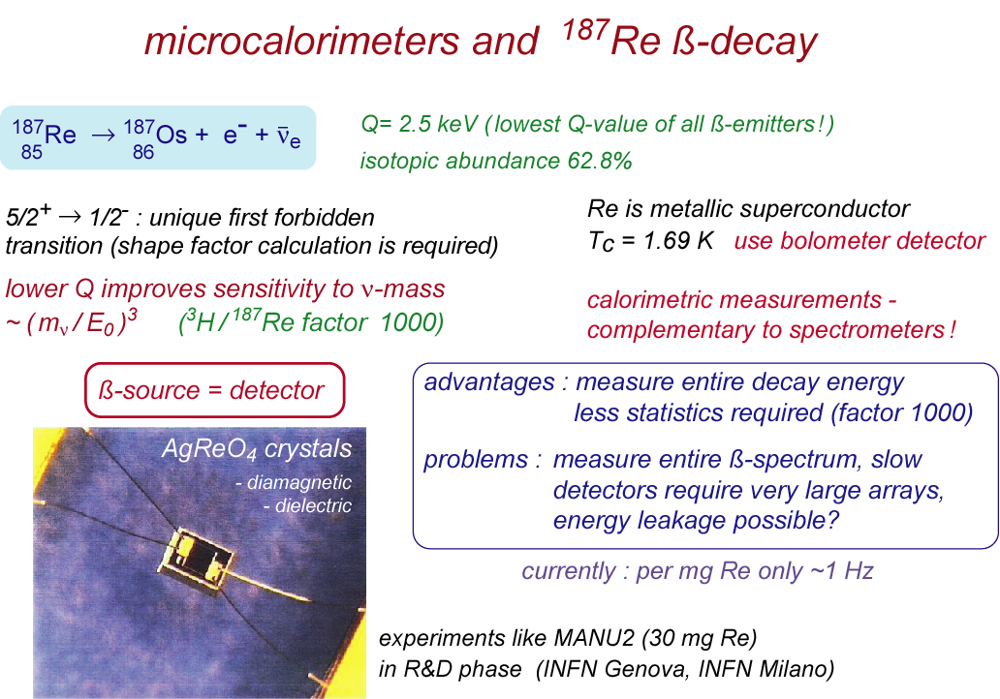 microcalorimeters and ¹⁸⁷Re ß-decay
¹⁸⁷₈₅Re → ¹⁸⁷₈₆Os + e⁻ + ν̄ₑ
Q= 2.5 keV (lowest Q-value of all ß-emitters!)
isotopic abundance 62.8%
5/2⁺ → 1/2⁻ : unique first forbidden
transition (shape factor calculation is required)
Re is metallic superconductor
T_C = 1.69 K use bolometer detector
lower Q improves sensitivity to ν-mass
~ (m_ν / E₀)³ (³H / ¹⁸⁷Re factor 1000)
calorimetric measurements -
complementary to spectrometers!
ß-source = detector
advantages : measure entire decay energy
less statistics required (factor 1000)
problems : measure entire ß-spectrum, slow
detectors require very large arrays,
energy leakage possible?
AgReO₄ crystals
- diamagnetic
- dielectric
currently : per mg Re only ~1 Hz
experiments like MANU2 (30 mg Re)
in R&D phase (INFN Genova, INFN Milano)